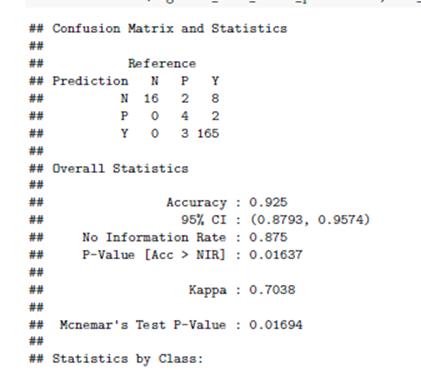 ## Confusion Matrix and Statistics
##
## Reference
## Prediction N P Y
## N 16 2 8
## P 0 4 2
## Y 0 3 165
##
## Overall Statistics
##
## Accuracy : 0.925
## 95% CI : (0.8793, 0.9574)
## No Information Rate : 0.875
## P-Value [Acc > NIR] : 0.01637
##
## Kappa : 0.7038
##
## Mcnemar's Test P-Value : 0.01694
##
## Statistics by Class: